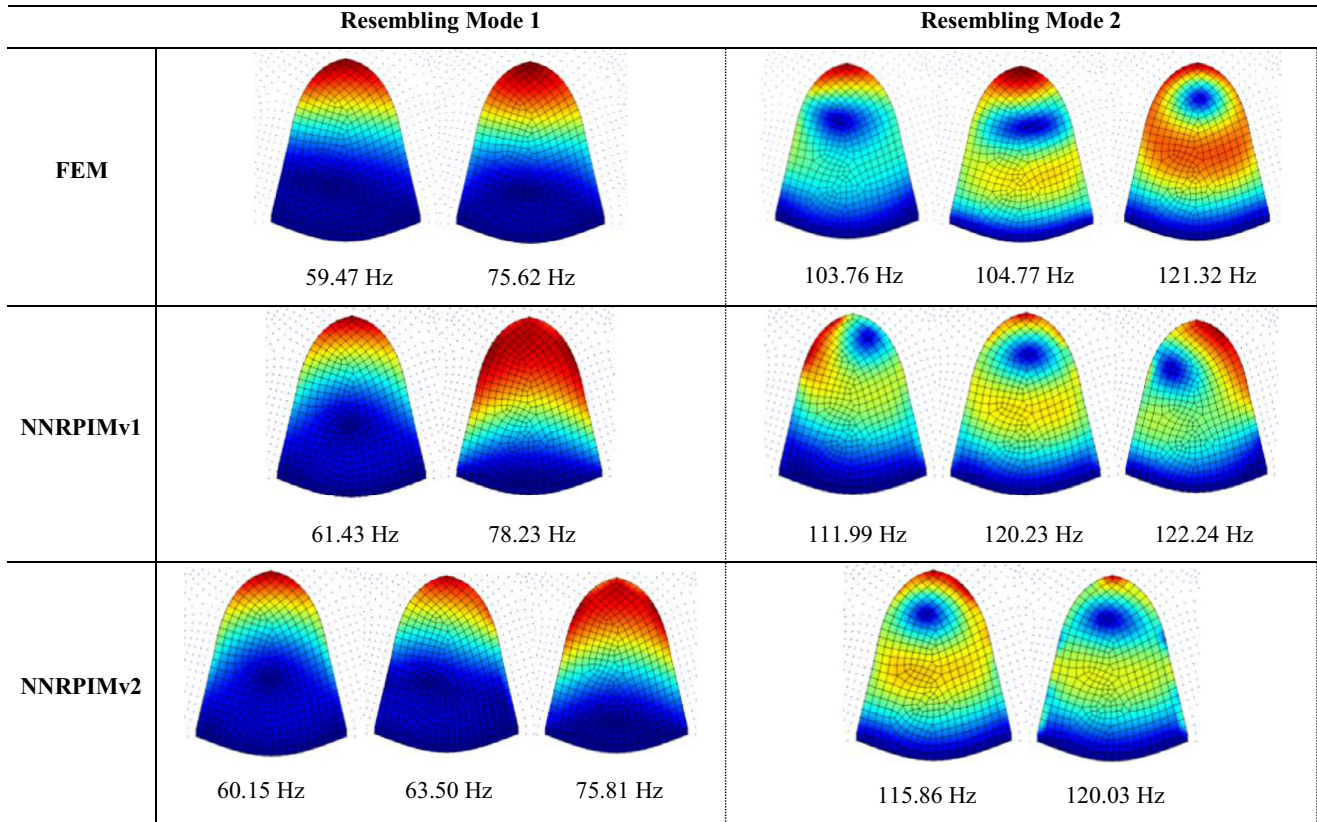 Resembling Mode 1 Resembling Mode 2
FEM
59.47 Hz 75.62 Hz 103.76 Hz 104.77 Hz 121.32 Hz
NNRPIMv1
61.43 Hz 78.23 Hz 111.99 Hz 120.23 Hz 122.24 Hz
NNRPIMv2
60.15 Hz 63.50 Hz 75.81 Hz 115.86 Hz 120.03 Hz